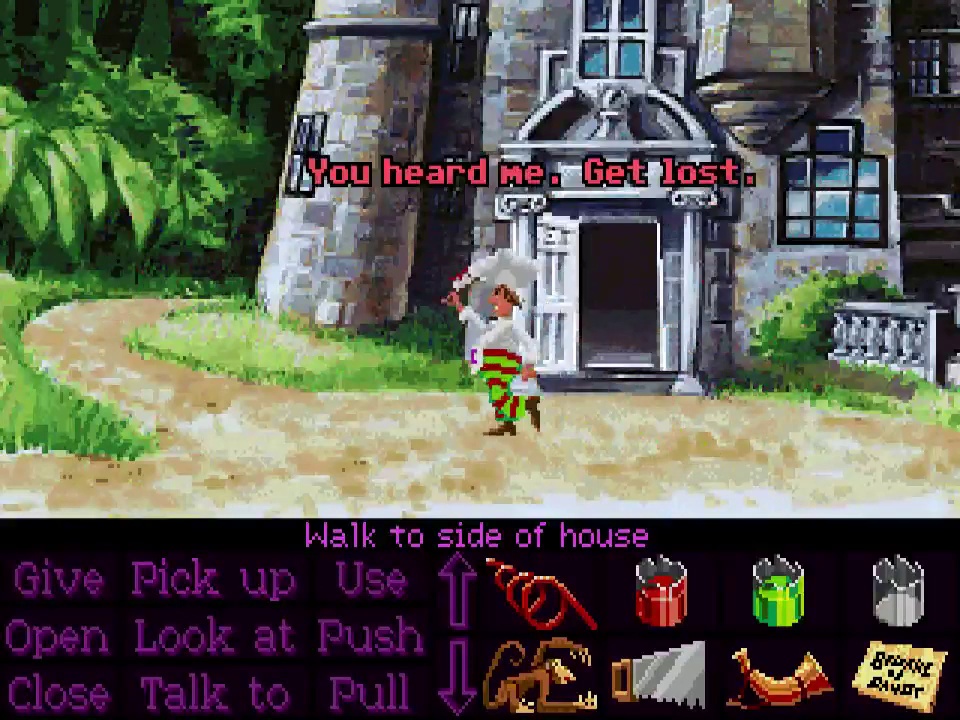 You heard me. Get lost.
Walk to side of house
Give Pick up Use
Open Look at Push
Close Talk to Pull